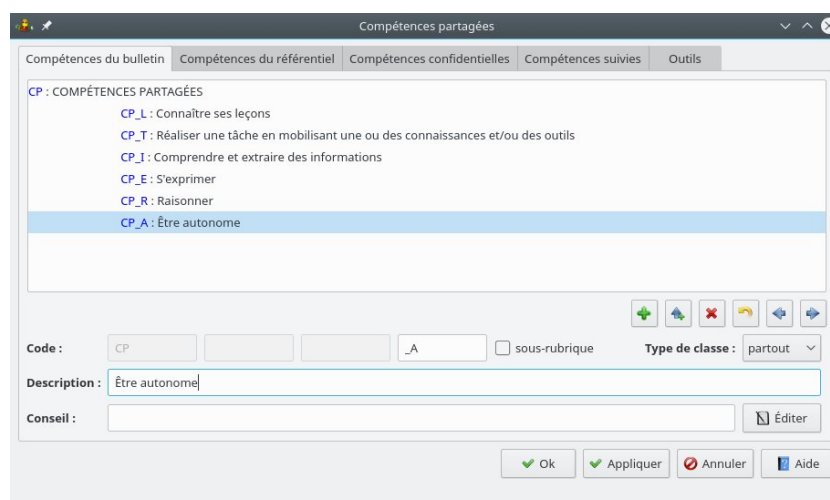 Compétences partagées
Compétences du bulletin Compétences du référentiel Compétences confidentielles Compétences suivies Outils
CP : COMPÉTENCES PARTAGÉES
CP_L : Connaître ses leçons
CP_T : Réaliser une tâche en mobilisant une ou des connaissances et/ou des outils
CP_I : Comprendre et extraire des informations
CP_E : S'exprimer
CP_R : Raisonner
CP_A : Être autonome
Code : CP _A sous-rubrique Type de classe : partout
Description : Être autonome
Conseil : Éditer
Ok Appliquer Annuler Aide